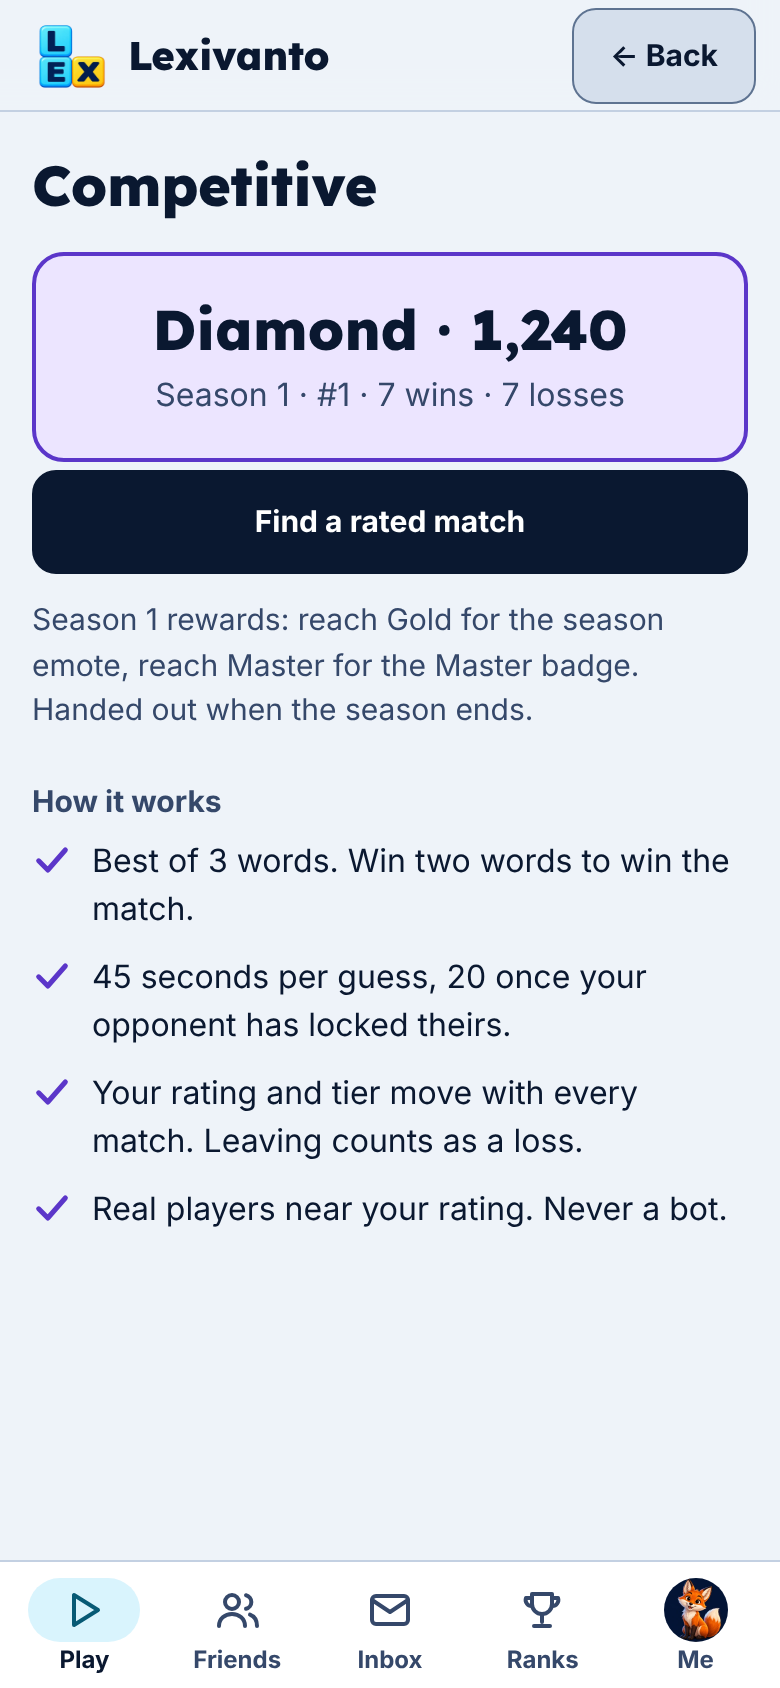 LEX Lexivanto
← Back
Competitive
Diamond · 1,240
Season 1 · #1 · 7 wins · 7 losses
Find a rated match
Season 1 rewards: reach Gold for the season
emote, reach Master for the Master badge.
Handed out when the season ends.
How it works
Best of 3 words. Win two words to win the
match.
45 seconds per guess, 20 once your
opponent has locked theirs.
Your rating and tier move with every
match. Leaving counts as a loss.
Real players near your rating. Never a bot.
Play Friends Inbox Ranks Me